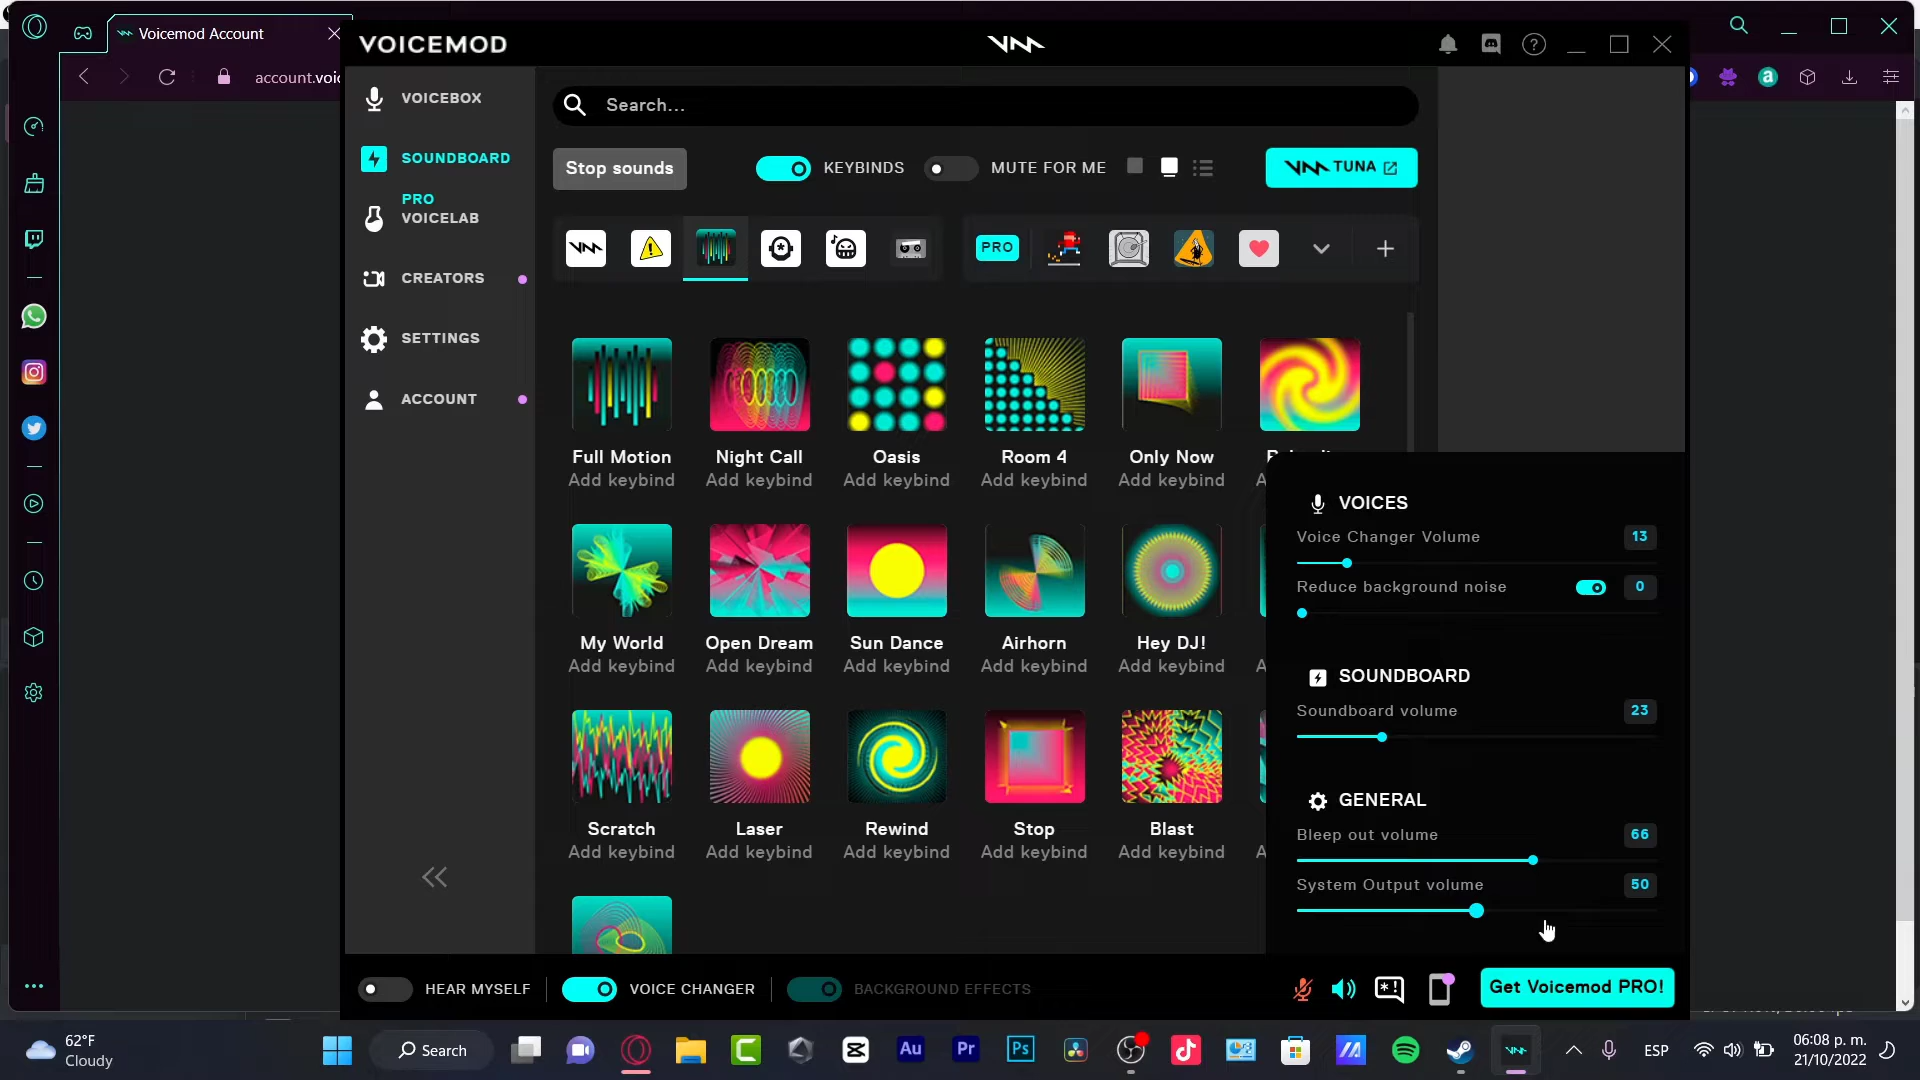 Voicemod Account
VOICEMOD
account.voic
VOICEBOX
Search...
SOUNDBOARD
Stop sounds
KEYBINDS
MUTE FOR ME
TUNA
PRO
VOICELAB
PRO
CREATORS
SETTINGS
ACCOUNT
Full Motion
Night Call
Oasis
Room 4
Only Now
Add keybind
Add keybind
Add keybind
Add keybind
Add keybind
My World
Open Dream
Sun Dance
Airhorn
Hey DJ!
Add keybind
Add keybind
Add keybind
Add keybind
Add keybind
Scratch
Laser
Rewind
Stop
Blast
Add keybind
Add keybind
Add keybind
Add keybind
Add keybind
VOICES
Voice Changer Volume 13
Reduce background noise 0
SOUNDBOARD
Soundboard volume 23
GENERAL
Bleep out volume 66
System Output volume 50
HEAR MYSELF
VOICE CHANGER
BACKGROUND EFFECTS
Get Voicemod PRO!
62°F
Cloudy
Search
Au
Pr
Ps
ESP
06:08 p. m.
21/10/2022